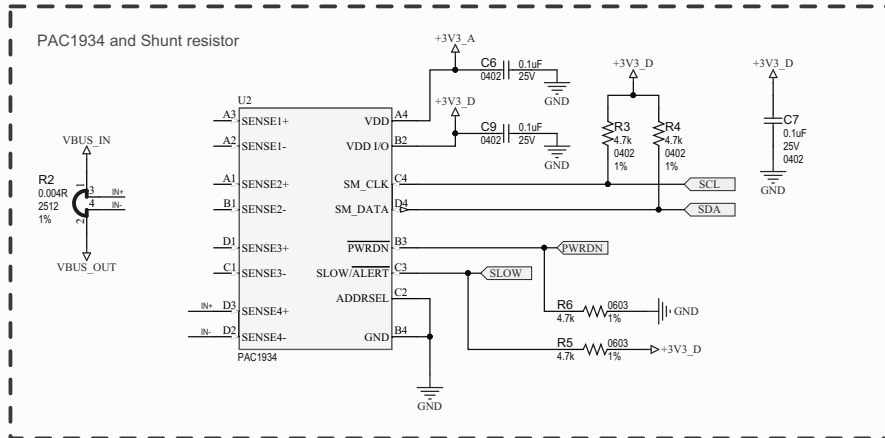 PAC1934 and Shunt resistor
+3V3_A
C6
0.1uF
0402
25V
GND
+3V3_D
C9
0.1uF
0402
25V
GND
+3V3_D
R3
4.7k
0402
1%
R4
4.7k
0402
1%
+3V3_D
C7
0.1uF
25V
0402
GND
VBUS_IN
R2
0.004R
2512
1%
1
3
IN+
4
IN-
2
VBUS_OUT
U2
A3 SENSE1+
A2 SENSE1-
A1 SENSE2+
B1 SENSE2-
D1 SENSE3+
C1 SENSE3-
IN+ D3 SENSE4+
IN- D2 SENSE4-
VDD A4
VDD I/O B2
SM_CLK C4
SCL
SM_DATA D4
SDA
PWRDN B3
PWRDN
SLOW/ALERT C3
SLOW
ADDRSEL C2
GND B4
PAC1934
R6
0603
4.7k
1%
GND
R5
0603
4.7k
1%
+3V3_D
GND